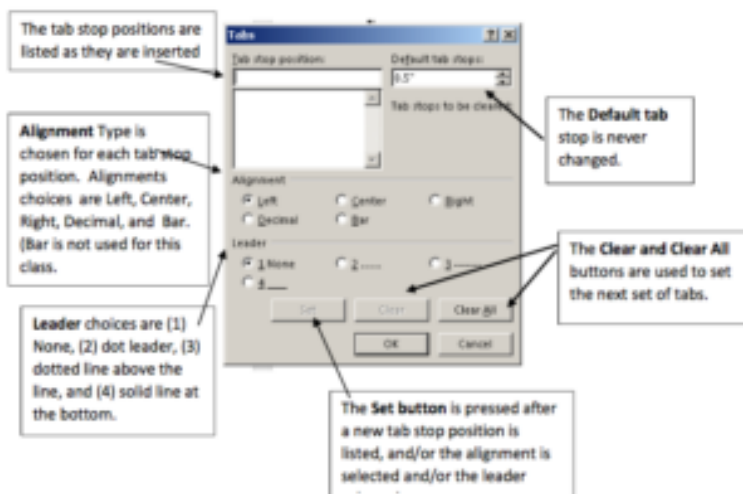 The tab stop positions are
listed as they are inserted
Tabs
Tab stop position:
Default tab stops:
0.5"
Tab stops to be cleared:
The Default tab
stop is never
changed.
Alignment Type is
chosen for each tab stop
position. Alignments
choices are Left, Center,
Right, Decimal, and Bar.
(Bar is not used for this
class.
Alignment
Left
Center
Right
Decimal
Bar
Leader
1 None
2 .....
3 -----
4 ___
Set
Clear
Clear All
OK
Cancel
The Clear and Clear All
buttons are used to set
the next set of tabs.
Leader choices are (1)
None, (2) dot leader, (3)
dotted line above the
line, and (4) solid line at
the bottom.
The Set button is pressed after
a new tab stop position is
listed, and/or the alignment is
selected and/or the leader